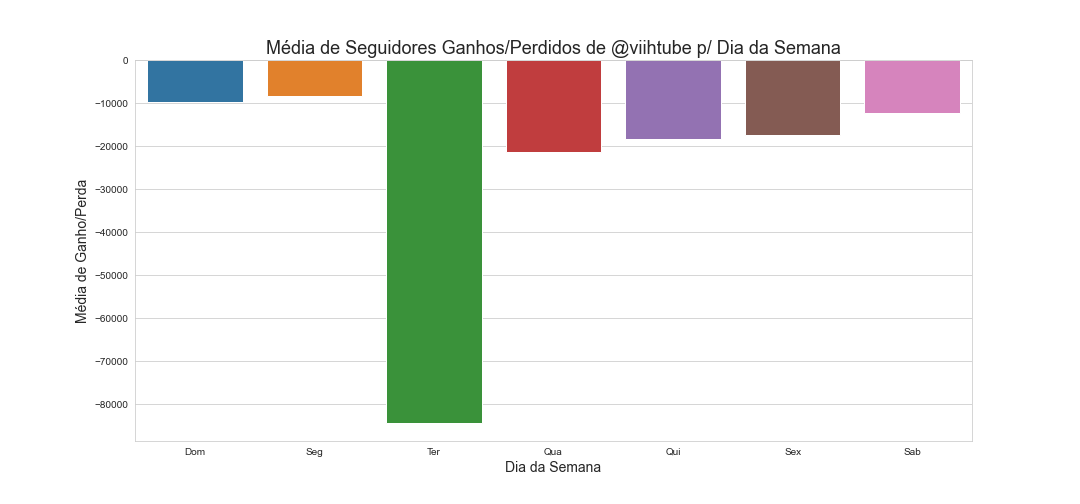 Média de Seguidores Ganhos/Perdidos de @viihtube p/ Dia da Semana
Média de Ganho/Perda
0
−10000
−20000
−30000
−40000
−50000
−60000
−70000
−80000
Dom Seg Ter Qua Qui Sex Sab
Dia da Semana